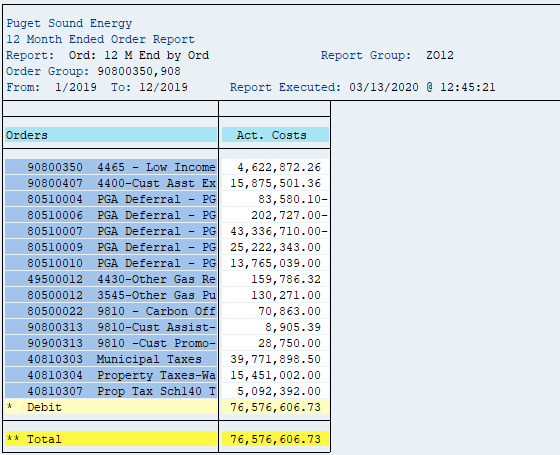 Puget Sound Energy
12 Month Ended Order Report
Report: Ord: 12 M End by Ord Report Group: ZO12
Order Group: 90800350,908
From: 1/2019 To: 12/2019 Report Executed: 03/13/2020 @ 12:45:21
Orders Act. Costs
90800350 4465 - Low Income 4,622,872.26
90800407 4400-Cust Asst Ex 15,875,501.36
80510004 PGA Deferral - PG 83,580.10-
80510006 PGA Deferral - PG 202,727.00-
80510007 PGA Deferral - PG 43,336,710.00-
80510009 PGA Deferral - PG 25,222,343.00
80510010 PGA Deferral - PG 13,765,039.00
49500012 4430-Other Gas Re 159,786.32
80500012 3545-Other Gas Pu 130,271.00
80500022 9810 - Carbon Off 70,863.00
90800313 9810-Cust Assist- 8,905.39
90900313 9810 -Cust Promo- 28,750.00
40810303 Municipal Taxes 39,771,898.50
40810304 Property Taxes-Wa 15,451,002.00
40810307 Prop Tax Sch140 T 5,092,392.00
* Debit 76,576,606.73
** Total 76,576,606.73